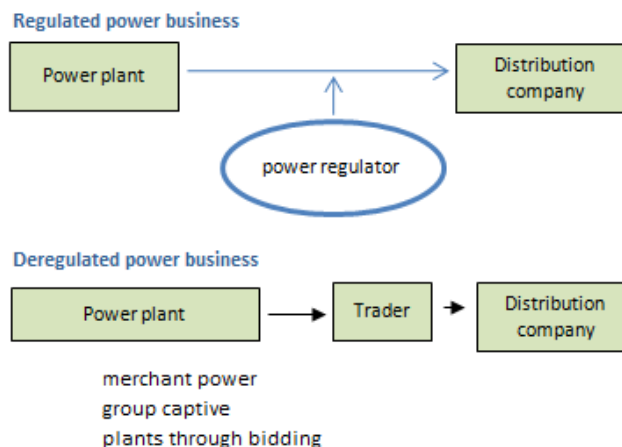 Regulated power business
Power plant
Distribution
company
power regulator
Deregulated power business
Power plant
Trader
Distribution
company
merchant power
group captive
plants through bidding